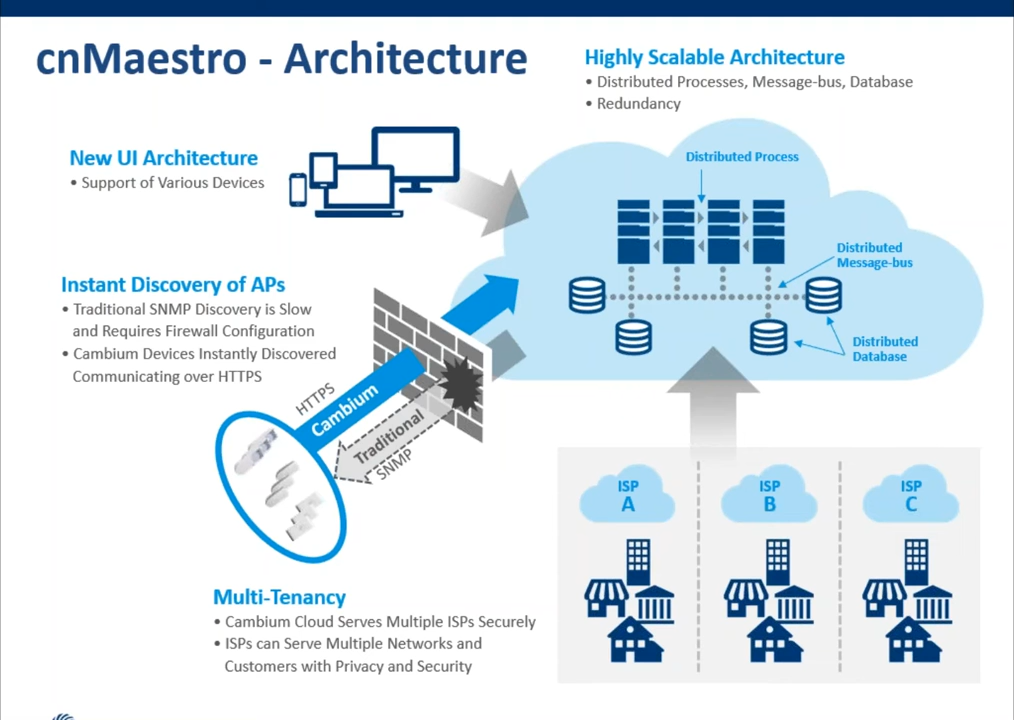 cnMaestro - Architecture
Highly Scalable Architecture
• Distributed Processes, Message-bus, Database
• Redundancy
New UI Architecture
• Support of Various Devices
Distributed Process
Distributed
Message-bus
Distributed
Database
Instant Discovery of APs
• Traditional SNMP Discovery is Slow
and Requires Firewall Configuration
• Cambium Devices Instantly Discovered
Communicating over HTTPS
HTTPS
Cambium
Traditional
SNMP
ISP
A
ISP
B
ISP
C
Multi-Tenancy
• Cambium Cloud Serves Multiple ISPs Securely
• ISPs can Serve Multiple Networks and
Customers with Privacy and Security